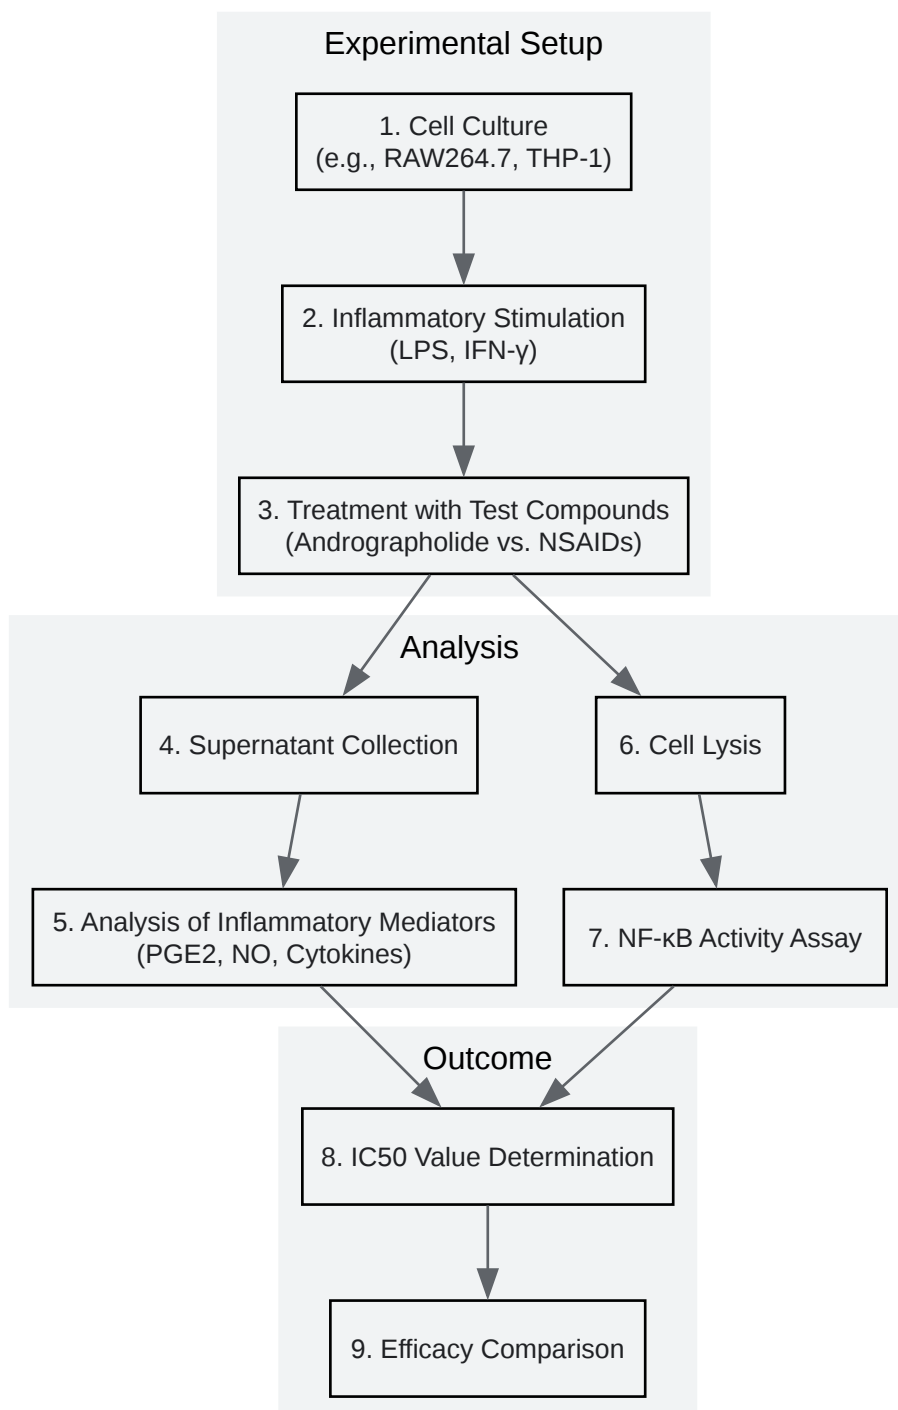 Experimental Setup
1. Cell Culture
(e.g., RAW264.7, THP-1)
2. Inflammatory Stimulation
(LPS, IFN-γ)
3. Treatment with Test Compounds
(Andrographolide vs. NSAIDs)
Analysis
4. Supernatant Collection
6. Cell Lysis
5. Analysis of Inflammatory Mediators
(PGE2, NO, Cytokines)
7. NF-κB Activity Assay
Outcome
8. IC50 Value Determination
9. Efficacy Comparison